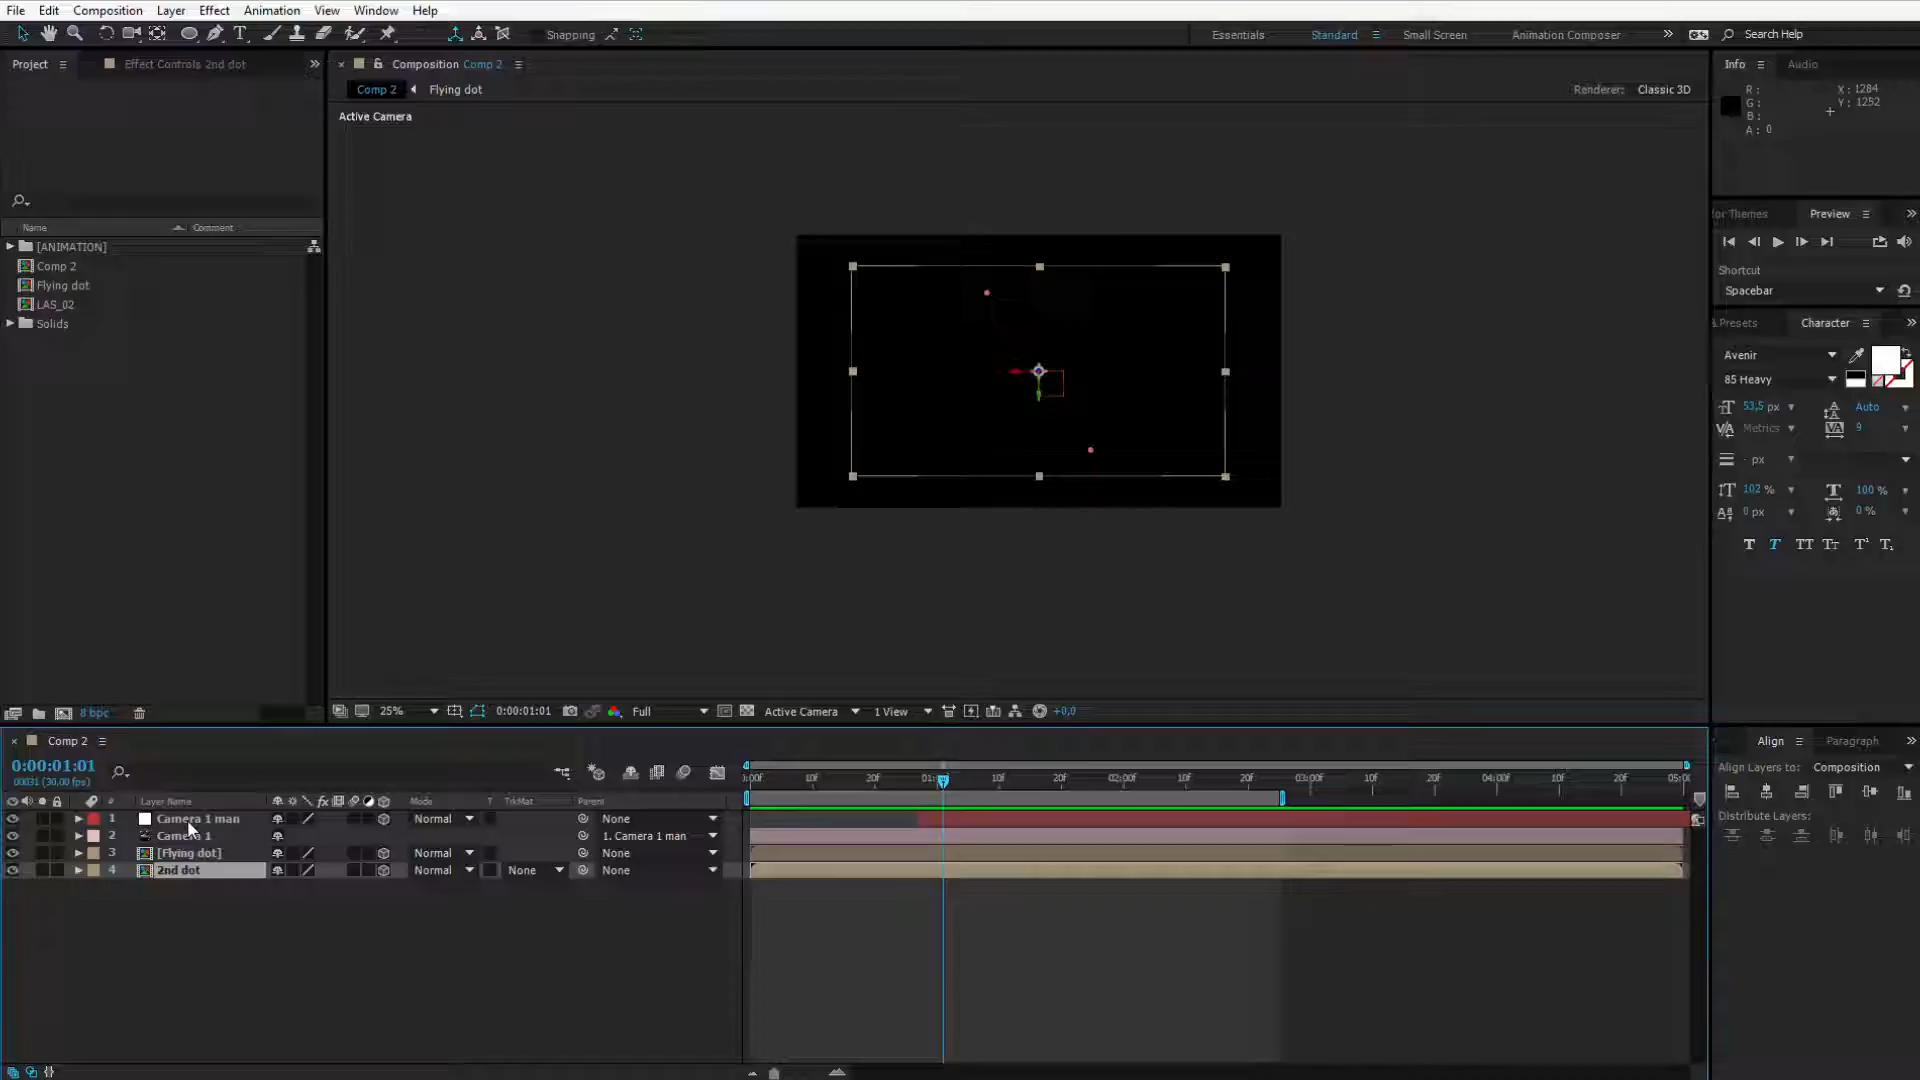 File Edit Composition Layer Effect Animation View Window Help
Snapping Essentials Standard Small Screen Animation Composer Search Help
Project Effect Controls 2nd dot
Composition Comp 2
Info Audio
Comp 2 Flying dot
Renderer: Classic 3D
R: X: 1284
G: Y: 1252
B:
A: 0
Active Camera
Name Comment
[ANIMATION]
Comp 2
Flying dot
LAS_02
Solids
or Themes Preview
Shortcut
Spacebar
Presets Character
Avenir
85 Heavy
53,5 px Auto
Metrics 9
- px
102 % 100 %
0 px 0 %
8 bpc
25% 0:00:01:01 Full Active Camera 1 View +0,0
Comp 2
0:00:01:01
00031 (30,00 fps)
:00F 10F 20F 01:0 10F 20F 02:00F 10F 20F 03:00F 10F 20F 04:00F 10F 20F 05:0(
# Layer Name Mode T TrkMat Parent
1 Camera 1 man Normal None
2 Camera 1 1. Camera 1 man
3 [Flying dot] Normal None
4 2nd dot Normal None None
Align Paragraph
Align Layers to: Composition
Distribute Layers: